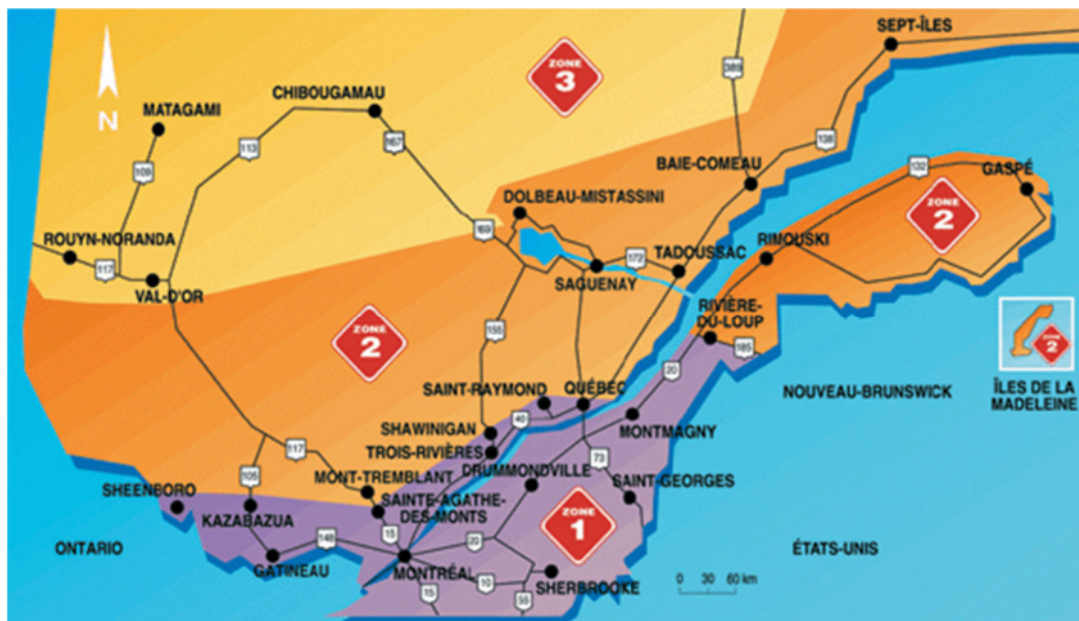 SEPT-ÎLES
ZONE
3
CHIBOUGAMAU
MATAGAMI
N
389
113
167
138
109
BAIE-COMEAU
132
GASPÉ
DOLBEAU-MISTASSINI
ZONE
2
169
ROUYN-NORANDA
117
172
TADOUSSAC
RIMOUSKI
VAL-D'OR
SAGUENAY
RIVIÈRE-
DU-LOUP
155
ZONE
2
185
ZONE
2
20
SAINT-RAYMOND
QUÉBEC
NOUVEAU-BRUNSWICK
ÎLES DE LA
MADELEINE
40
SHAWINIGAN
MONTMAGNY
TROIS-RIVIÈRES
117
73
DRUMMONDVILLE
MONT-TREMBLANT
105
SAINT-GEORGES
SHEENBORO
SAINTE-AGATHE-
DES-MONTS
KAZABAZUA
ZONE
1
15
148
20
ONTARIO
ÉTATS-UNIS
GATINEAU
MONTRÉAL
10
SHERBROOKE
0 30 60 km
15
55